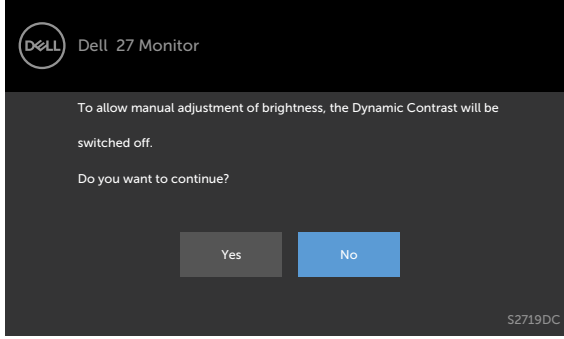 DELL
Dell 27 Monitor
To allow manual adjustment of brightness, the Dynamic Contrast will be
switched off.
Do you want to continue?
Yes No
S2719DC